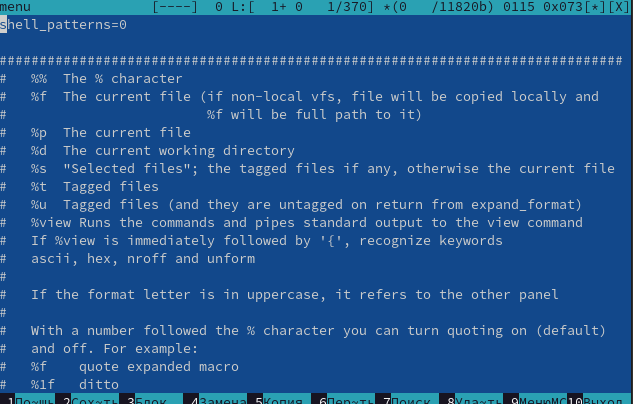 menu [----] 0 L:[ 1+ 0 1/370] *(0 /11820b) 0115 0x073[*][X]
shell_patterns=0
###############################################################################
# %% The % character
# %f The current file (if non-local vfs, file will be copied locally and
# %f will be full path to it)
# %p The current file
# %d The current working directory
# %s "Selected files"; the tagged files if any, otherwise the current file
# %t Tagged files
# %u Tagged files (and they are untagged on return from expand_format)
# %view Runs the commands and pipes standard output to the view command
# If %view is immediately followed by '{', recognize keywords
# ascii, hex, nroff and unform
#
# If the format letter is in uppercase, it refers to the other panel
#
# With a number followed the % character you can turn quoting on (default)
# and off. For example:
# %f quote expanded macro
# %1f ditto
1По~щь 2Сох~ть 3Блок 4Замена 5Копия 6Пер~ть 7Поиск 8Уда~ть 9МенюMC 10Выход